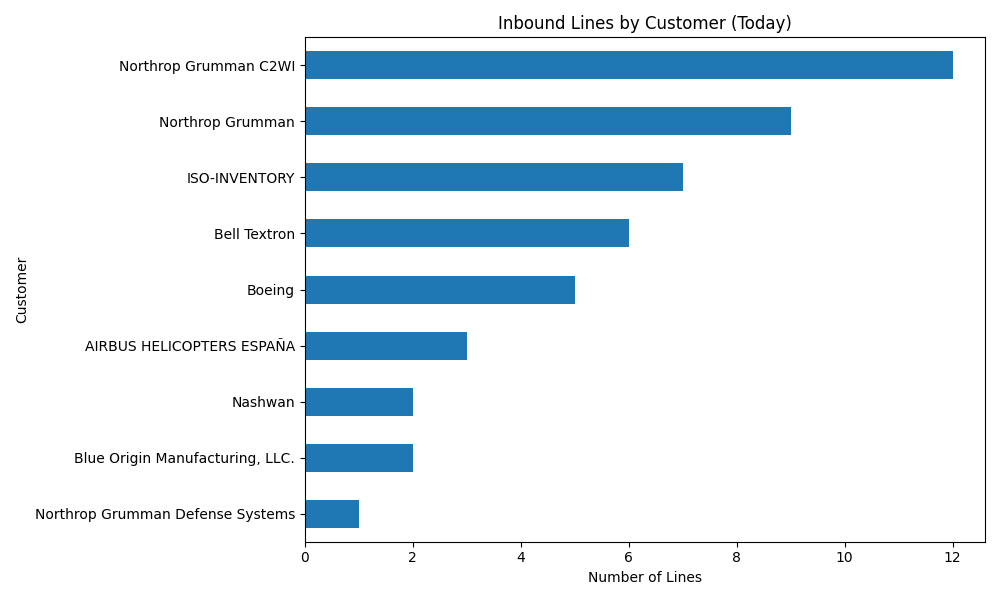 Inbound Lines by Customer (Today)
Customer
Northrop Grumman C2WI
Northrop Grumman
ISO-INVENTORY
Bell Textron
Boeing
AIRBUS HELICOPTERS ESPAÑA
Nashwan
Blue Origin Manufacturing, LLC.
Northrop Grumman Defense Systems
0 2 4 6 8 10 12
Number of Lines